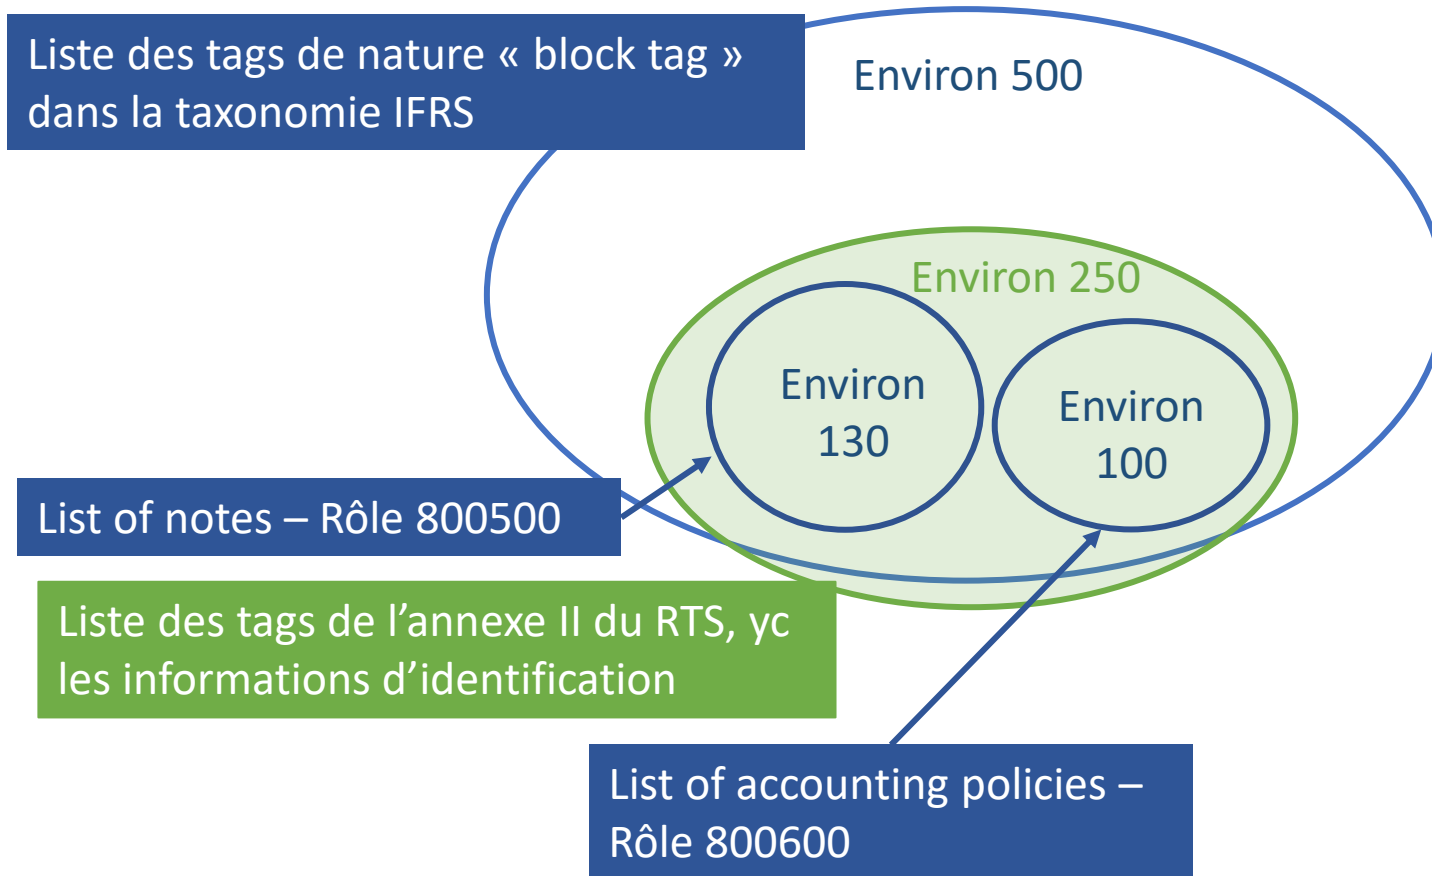 Liste des tags de nature « block tag »
dans la taxonomie IFRS
Environ 500
Environ 250
Environ
130
Environ
100
List of notes – Rôle 800500
Liste des tags de l’annexe II du RTS, yc
les informations d’identification
List of accounting policies –
Rôle 800600